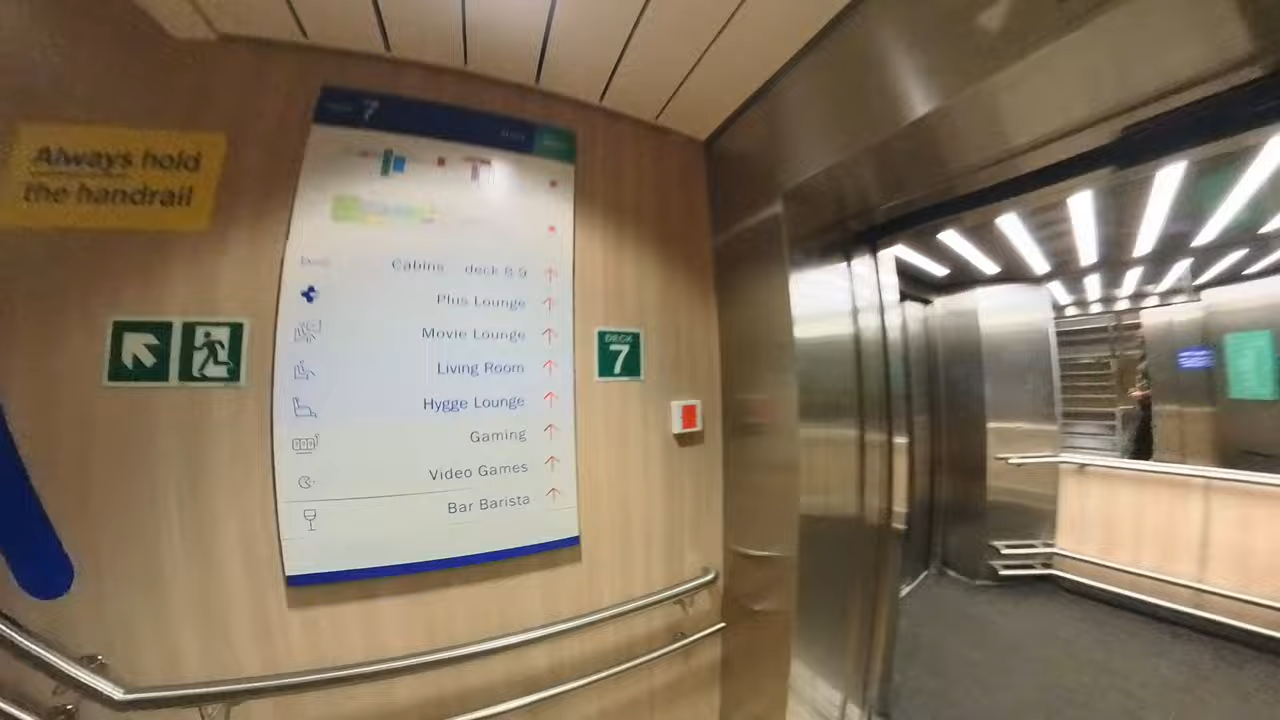 Always hold
the handrail
7
Cabins deck 8 9
Plus Lounge
Movie Lounge
Living Room
Hygge Lounge
Gaming
Video Games
Bar Barista
DECK
7